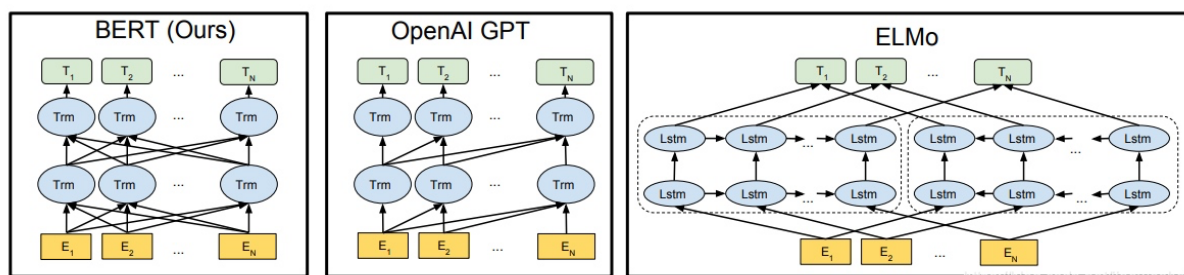 BERT (Ours)
T1 T2 ... TN
Trm Trm ... Trm
Trm Trm ... Trm
E1 E2 ... EN
OpenAI GPT
T1 T2 ... TN
Trm Trm ... Trm
Trm Trm ... Trm
E1 E2 ... EN
ELMo
T1 T2 ... TN
Lstm Lstm ... Lstm Lstm Lstm ... Lstm
Lstm Lstm ... Lstm Lstm Lstm ... Lstm
E1 E2 ... EN